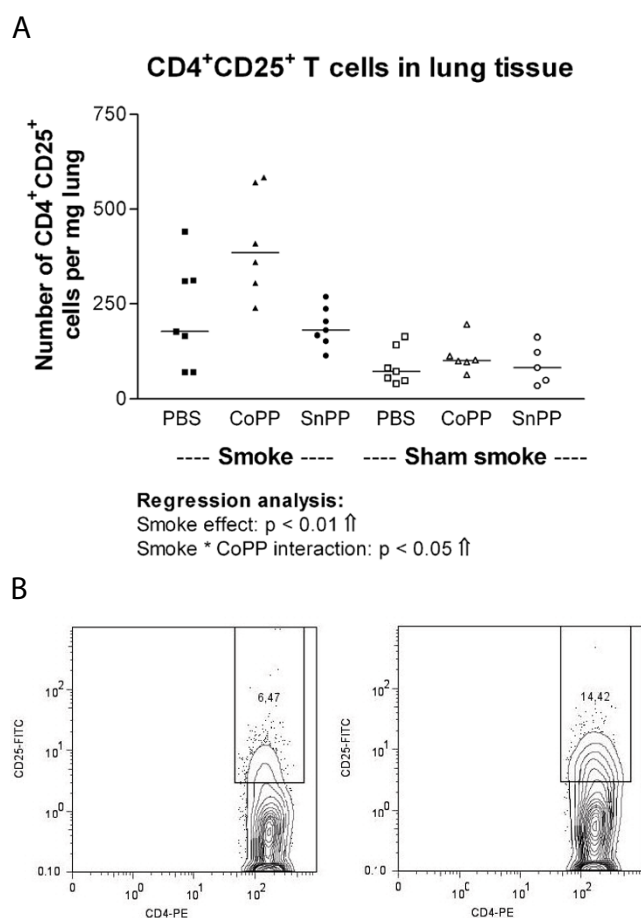 A
CD4+CD25+ T cells in lung tissue
Number of CD4+CD25+
cells per mg lung
750
500
250
0
PBS CoPP SnPP PBS CoPP SnPP
---- Smoke ---- ---- Sham smoke ----
Regression analysis:
Smoke effect: p < 0.01 ⇑
Smoke * CoPP interaction: p < 0.05 ⇑
B
CD25-FITC
10²
10¹
10⁰
0.10
6,47
0 10⁰ 10¹ 10²
CD4-PE
CD25-FITC
10²
10¹
10⁰
0.10
14,42
0 10⁰ 10¹ 10²
CD4-PE